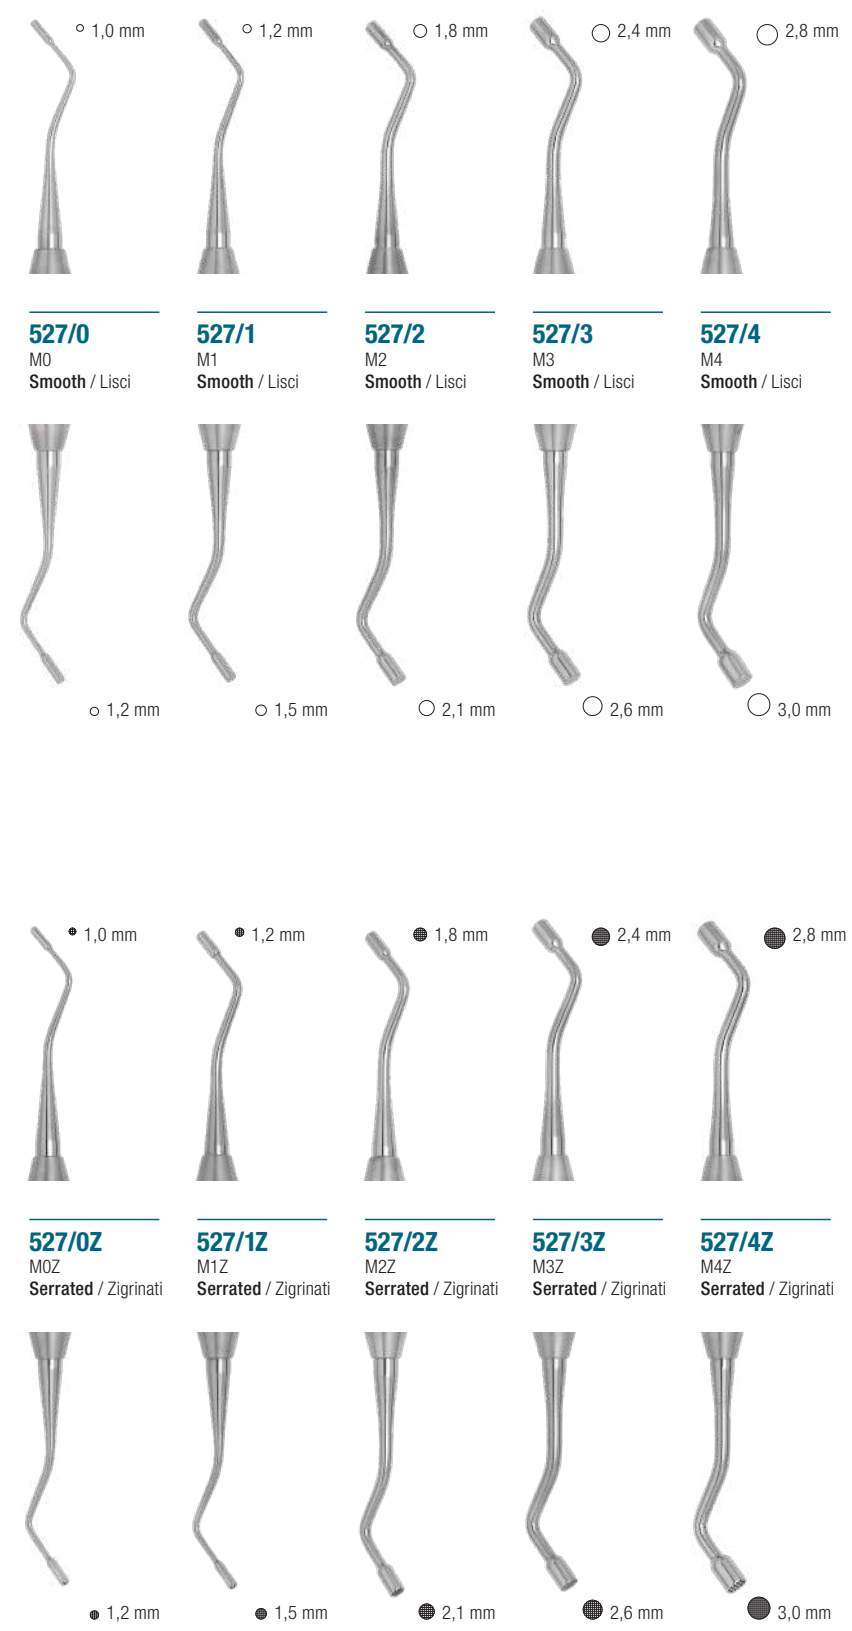 1,0 mm
1,2 mm
1,8 mm
2,4 mm
2,8 mm
527/0
M0
Smooth / Lisci
527/1
M1
Smooth / Lisci
527/2
M2
Smooth / Lisci
527/3
M3
Smooth / Lisci
527/4
M4
Smooth / Lisci
1,2 mm
1,5 mm
2,1 mm
2,6 mm
3,0 mm
1,0 mm
1,2 mm
1,8 mm
2,4 mm
2,8 mm
527/0Z
M0Z
Serrated / Zigrinati
527/1Z
M1Z
Serrated / Zigrinati
527/2Z
M2Z
Serrated / Zigrinati
527/3Z
M3Z
Serrated / Zigrinati
527/4Z
M4Z
Serrated / Zigrinati
1,2 mm
1,5 mm
2,1 mm
2,6 mm
3,0 mm